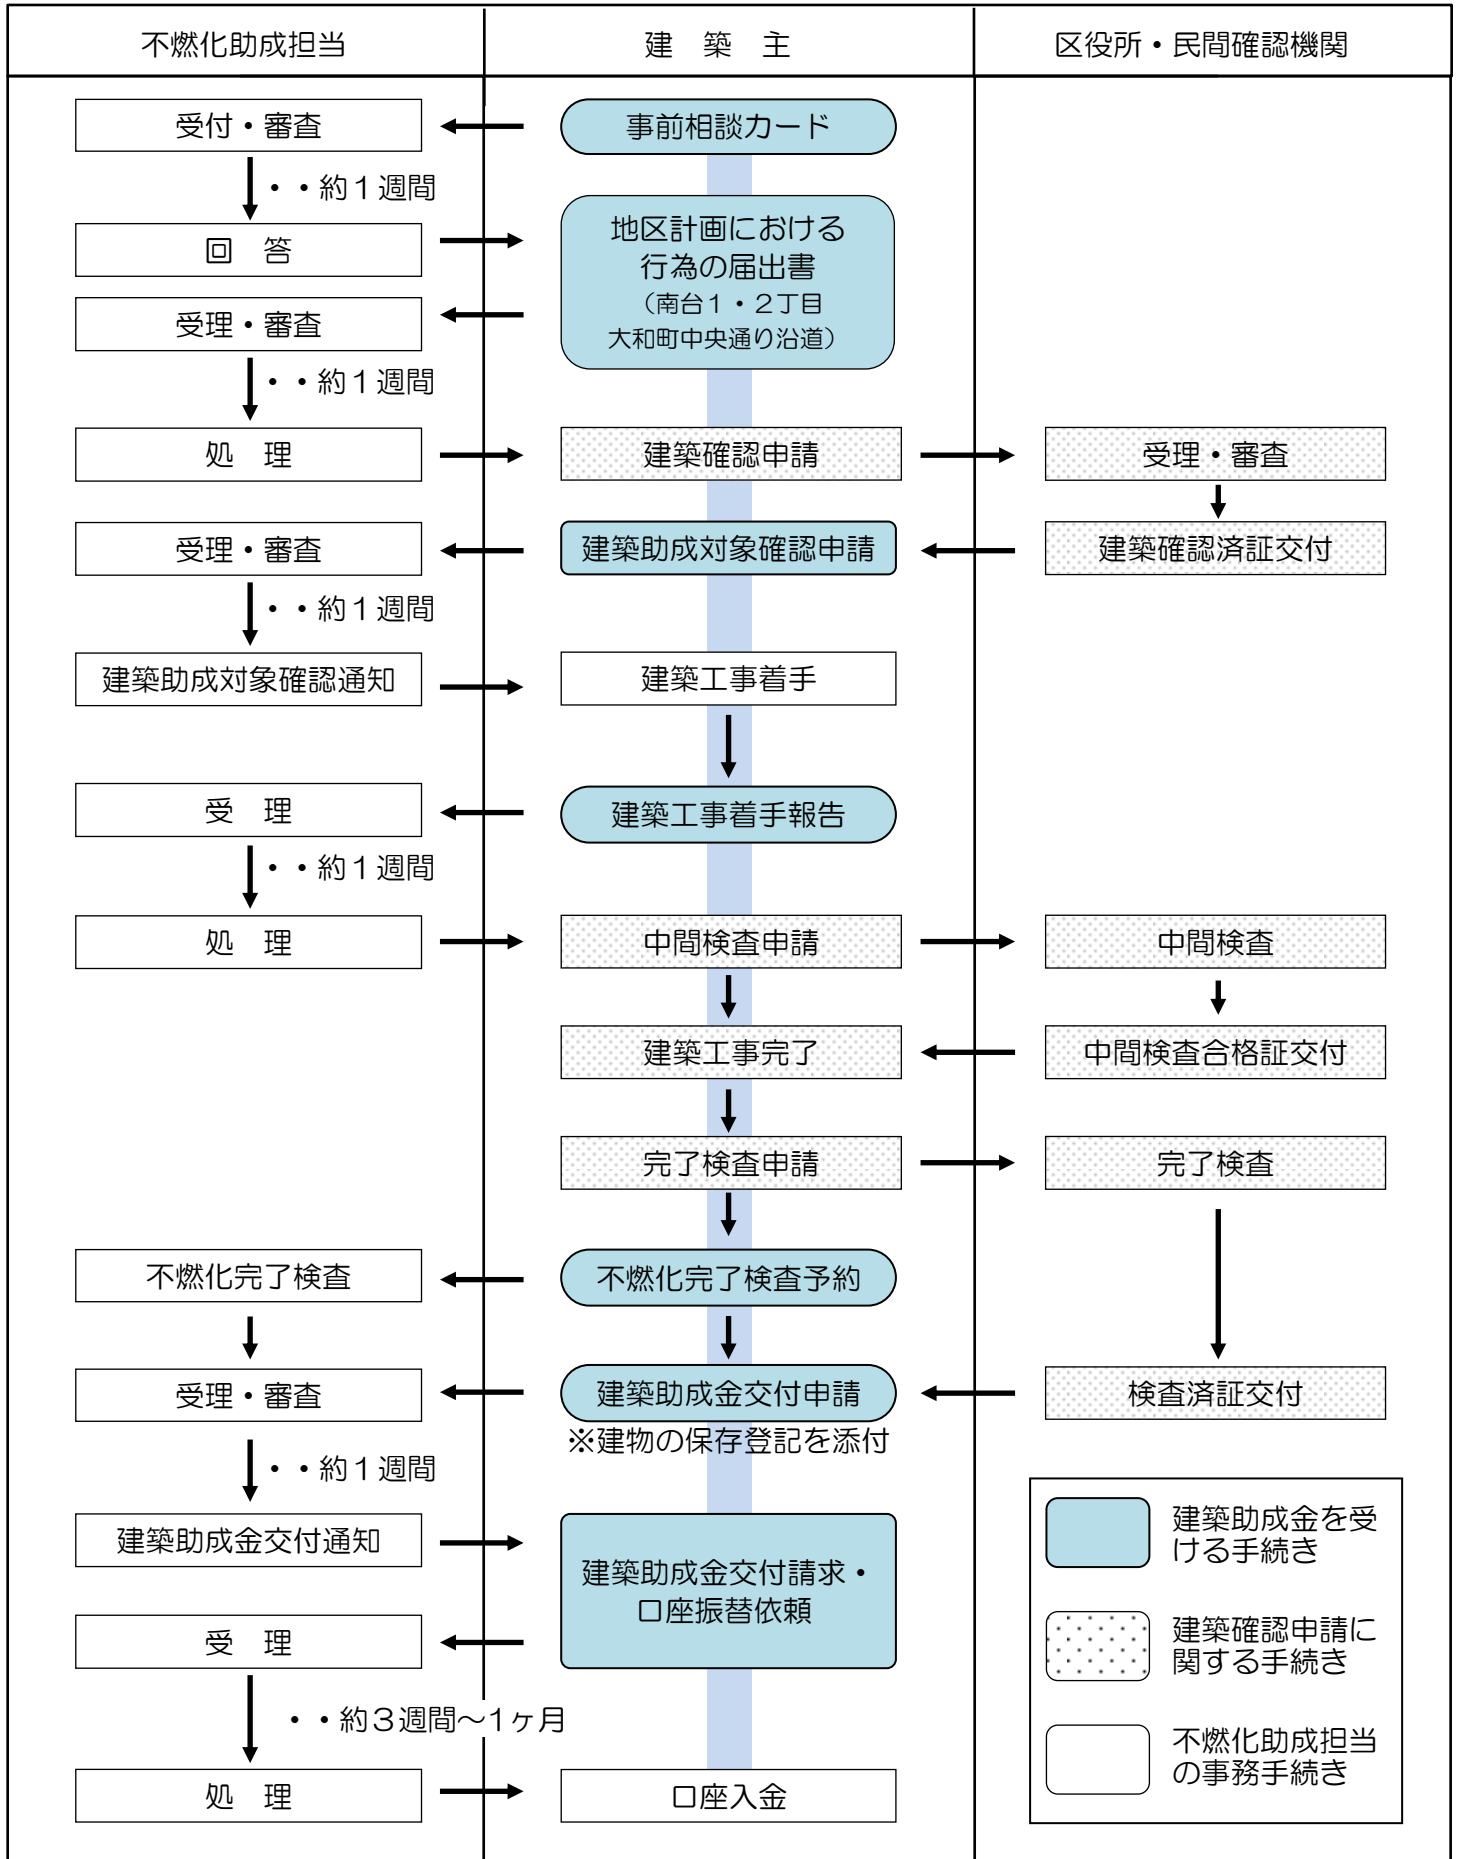 不燃化助成担当
建　築　主
区役所・民間確認機関
受付・審査
事前相談カード
・・約１週間
回　答
地区計画における
行為の届出書
（南台１・２丁目
大和町中央通り沿道）
受理・審査
・・約１週間
処　理
建築確認申請
受理・審査
受理・審査
建築助成対象確認申請
建築確認済証交付
・・約１週間
建築助成対象確認通知
建築工事着手
受　理
建築工事着手報告
・・約１週間
処　理
中間検査申請
中間検査
建築工事完了
中間検査合格証交付
完了検査申請
完了検査
不燃化完了検査
不燃化完了検査予約
受理・審査
建築助成金交付申請
検査済証交付
※建物の保存登記を添付
・・約１週間
建築助成金交付通知
建築助成金交付請求・
口座振替依頼
受　理
・・約３週間～1ヶ月
処　理
口座入金
建築助成金を受
ける手続き
建築確認申請に
関する手続き
不燃化助成担当
の事務手続き